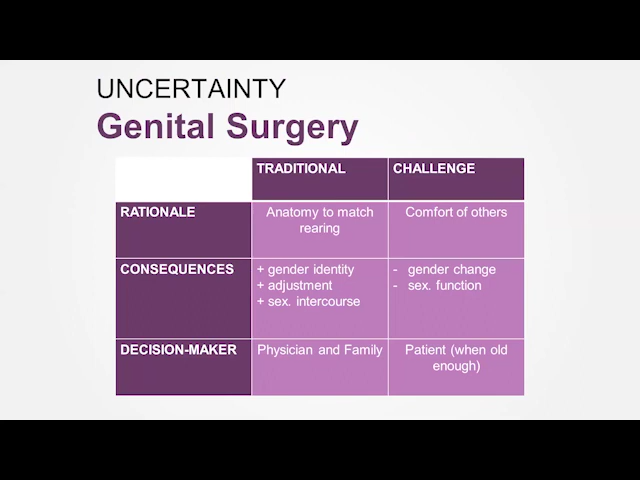 UNCERTAINTY
Genital Surgery
TRADITIONAL
CHALLENGE
RATIONALE
Anatomy to match
rearing
Comfort of others
CONSEQUENCES
+ gender identity
+ adjustment
+ sex. intercourse
- gender change
- sex. function
DECISION-MAKER
Physician and Family
Patient (when old
enough)